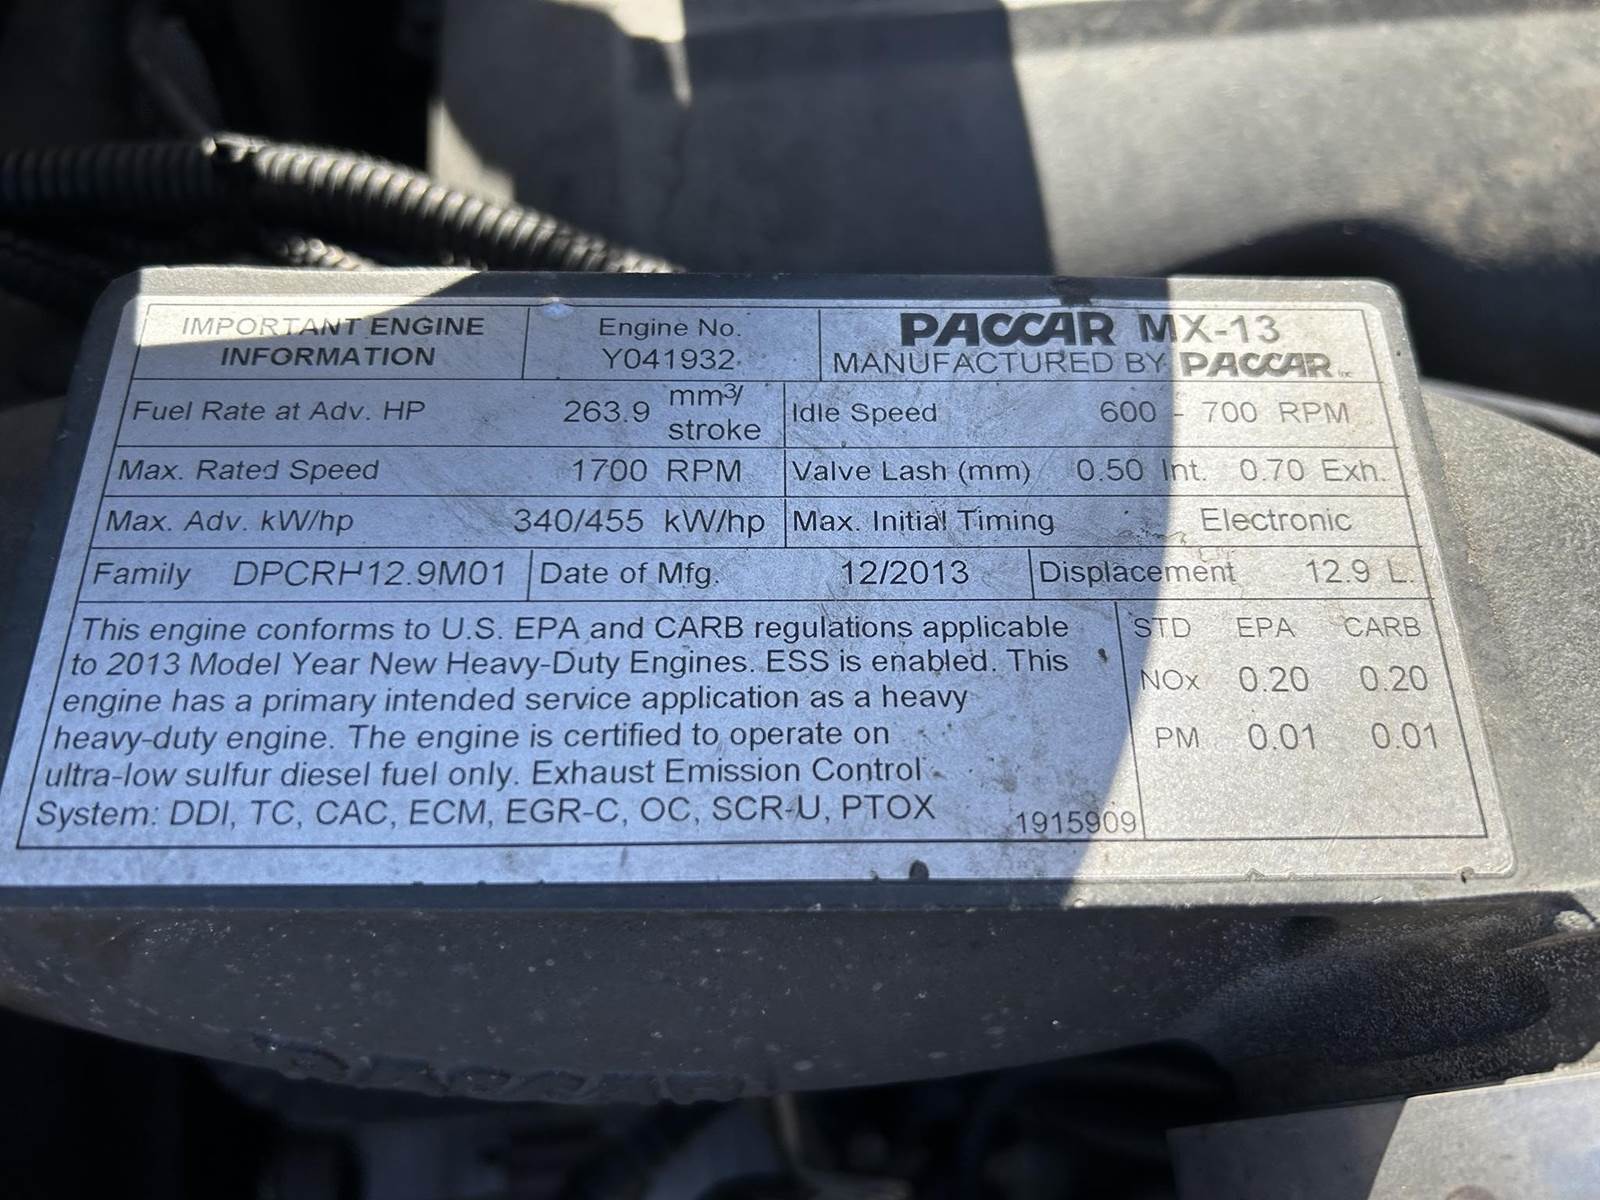 IMPORTANT ENGINE
INFORMATION
Engine No.
Y041932
PACCAR MX-13
MANUFACTURED BY PACCAR
Fuel Rate at Adv. HP 263.9 mm³/
stroke
Idle Speed 600 - 700 RPM
Max. Rated Speed 1700 RPM
Valve Lash (mm) 0.50 Int. 0.70 Exh.
Max. Adv. kW/hp 340/455 kW/hp
Max. Initial Timing Electronic
Family DPCRH12.9M01
Date of Mfg. 12/2013
Displacement 12.9 L.
This engine conforms to U.S. EPA and CARB regulations applicable
to 2013 Model Year New Heavy-Duty Engines. ESS is enabled. This
engine has a primary intended service application as a heavy
heavy-duty engine. The engine is certified to operate on
ultra-low sulfur diesel fuel only. Exhaust Emission Control
System: DDI, TC, CAC, ECM, EGR-C, OC, SCR-U, PTOX
1915909
STD EPA CARB
NOx 0.20 0.20
PM 0.01 0.01
PACCAR